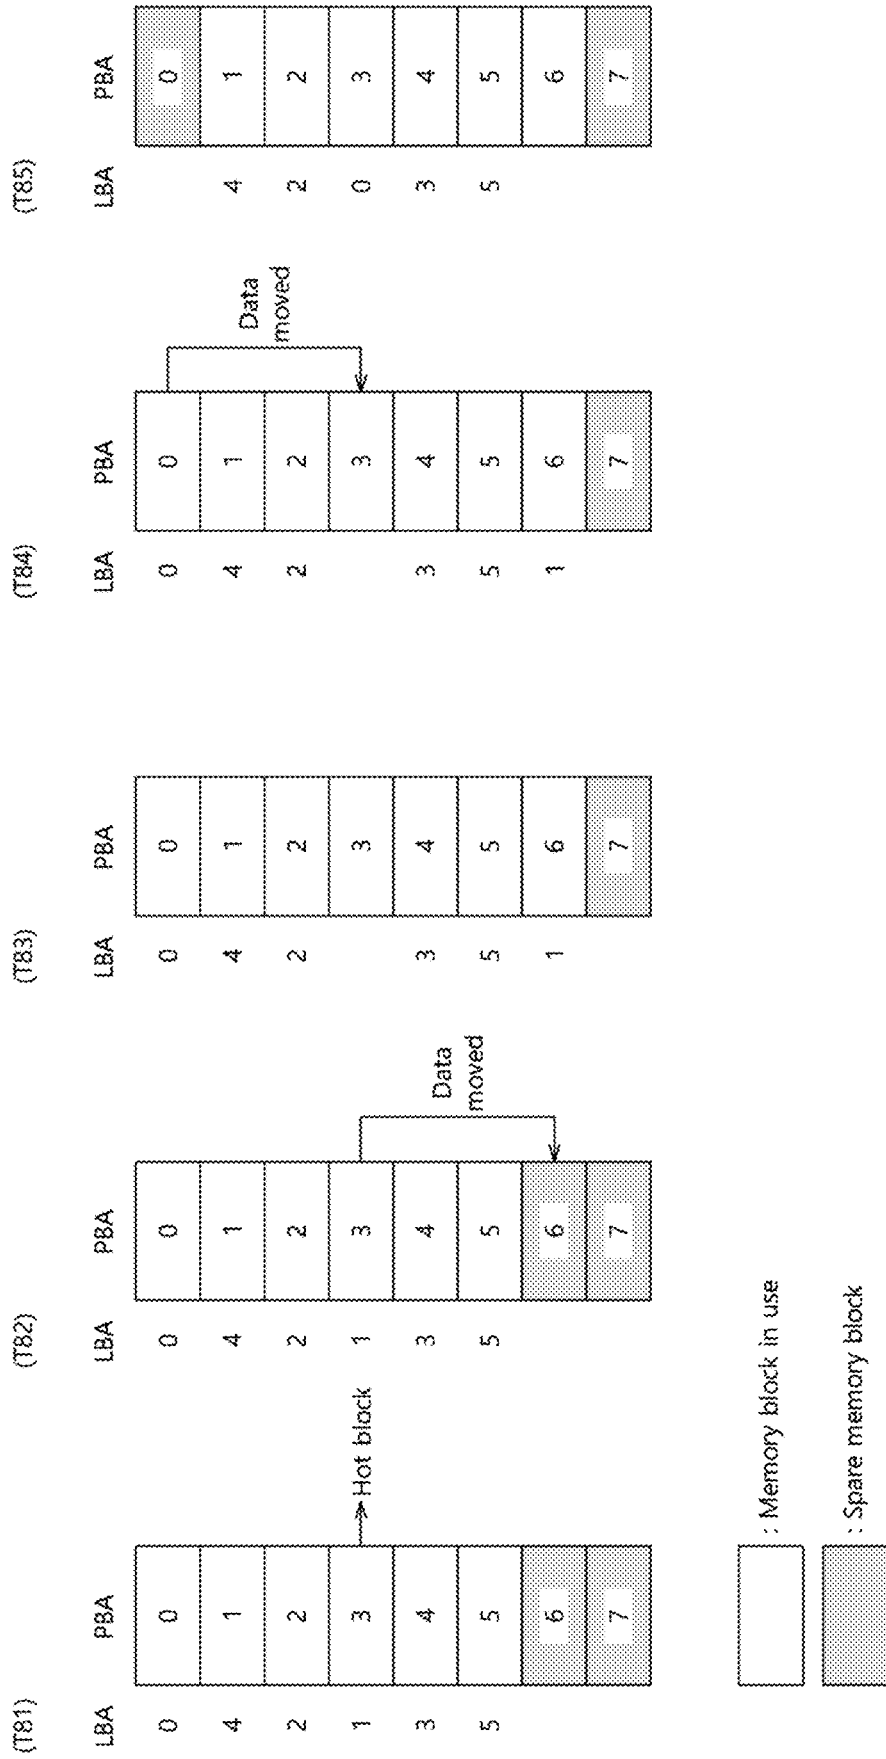 (T81) (T82) (T83) (T84) (T85)
LBA PBA LBA PBA LBA PBA LBA PBA LBA PBA
0 0 0 0 0 0 0 0 0
4 1 4 1 4 1 4 1 4 1
Data
moved
2 2 2 2 2 2 2 2 2 2
1 3 Hot block 1 3 3 3 0 3
3 4 3 4 3 4 3 4 3 4
Data
moved
5 5 5 5 5 5 5 5 5 5
6 6 1 6 1 6 6
7 7 7 7 7
: Memory block in use
: Spare memory block